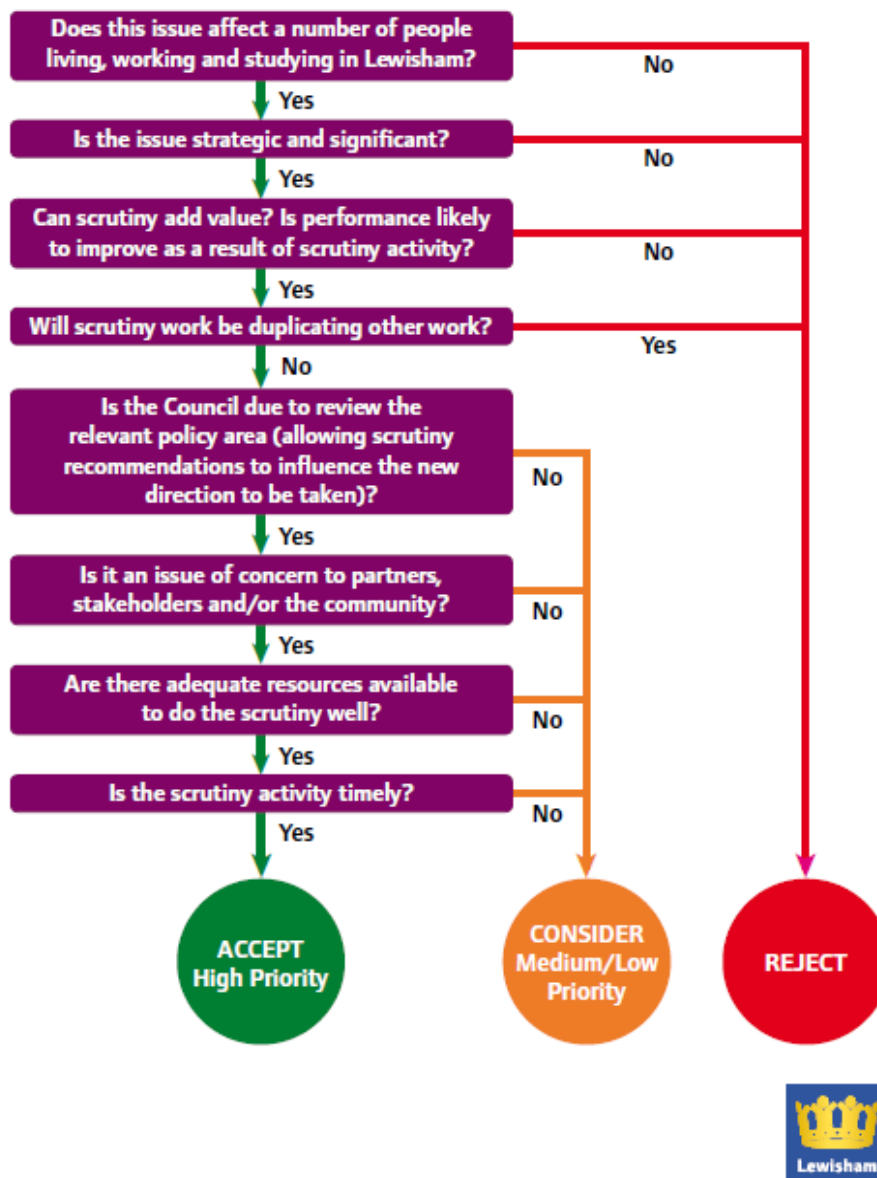 Does this issue affect a number of people
living, working and studying in Lewisham?
No
Yes
Is the issue strategic and significant?
No
Yes
Can scrutiny add value? Is performance likely
to improve as a result of scrutiny activity?
No
Yes
Will scrutiny work be duplicating other work?
Yes
No
Is the Council due to review the
relevant policy area (allowing scrutiny
recommendations to influence the new
direction to be taken)?
No
Yes
Is it an issue of concern to partners,
stakeholders and/or the community?
No
Yes
Are there adequate resources available
to do the scrutiny well?
No
Yes
Is the scrutiny activity timely?
No
Yes
ACCEPT
High Priority
CONSIDER
Medium/Low
Priority
REJECT
Lewisham